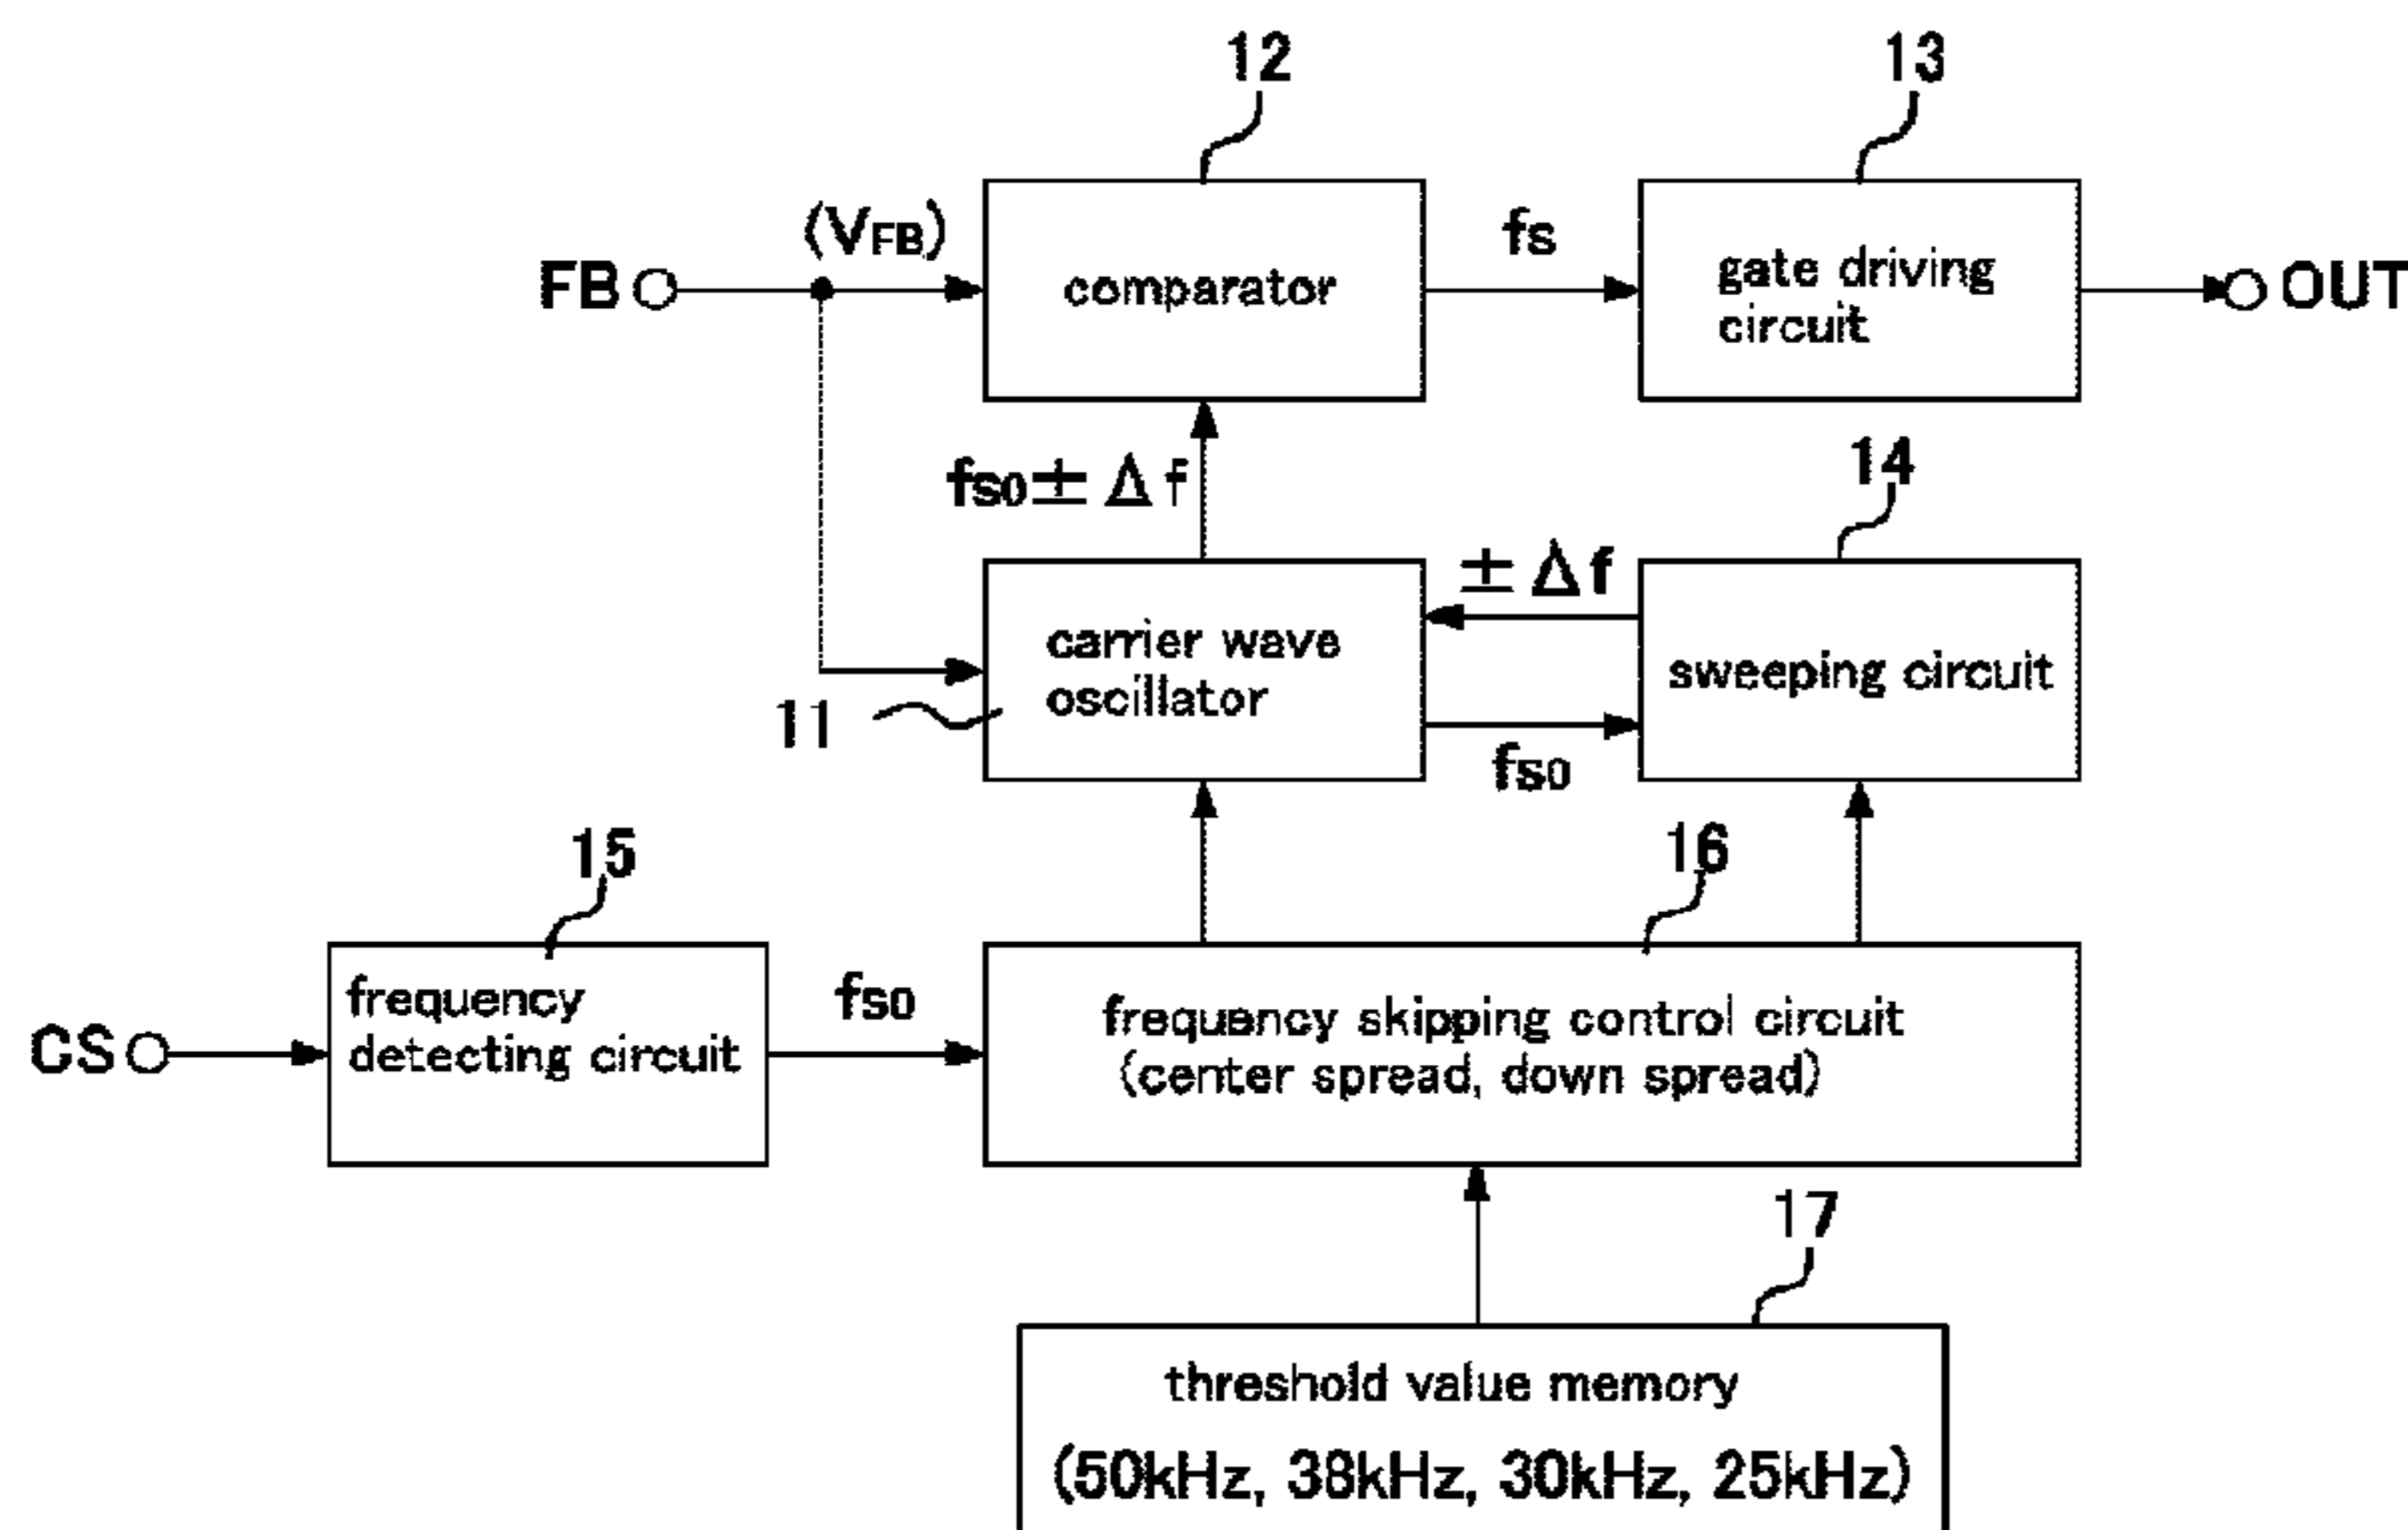 12
13
(VFB)
fs
FB
comparator
gate driving
circuit
OUT
14
fs0± Δf
±Δf
carrier wave
oscillator
sweeping circuit
11
fs0
15
16
frequency
detecting circuit
fs0
CS
frequency skipping control circuit
(center spread, down spread)
17
threshold value memory
(50kHz, 38kHz, 30kHz, 25kHz)